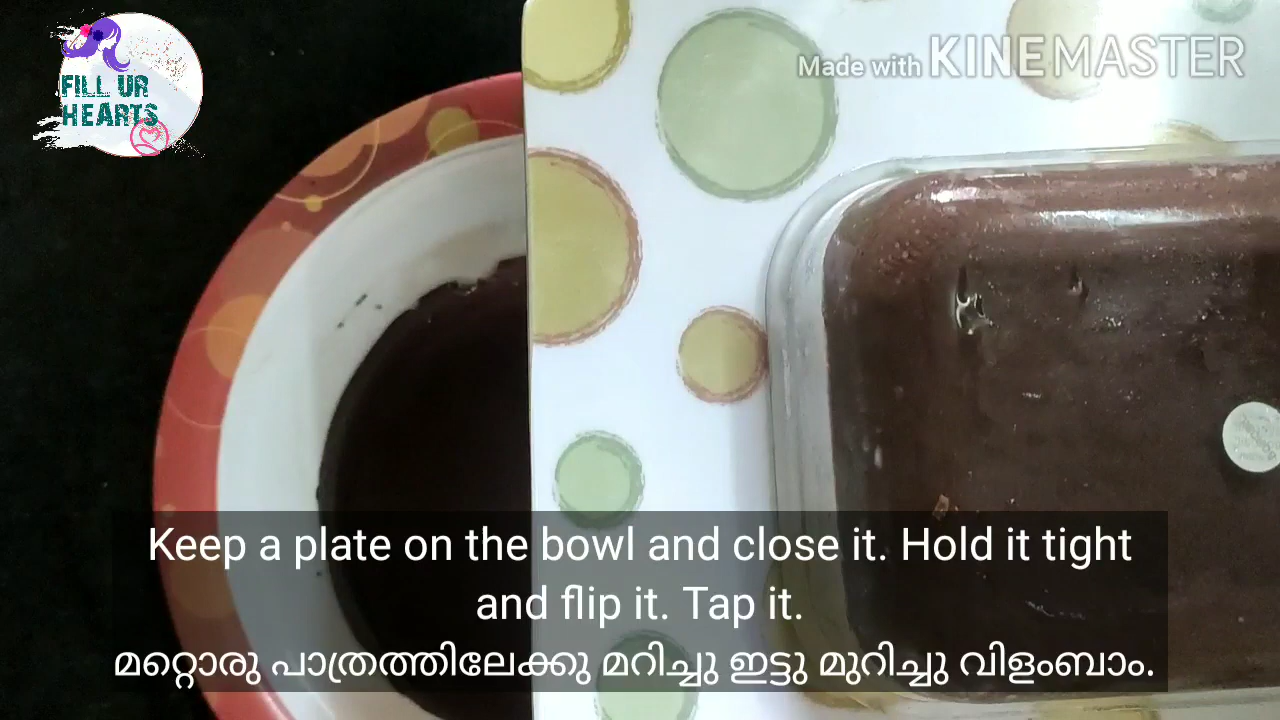 FILL UR
HEARTS
Made with KINEMASTER
Keep a plate on the bowl and close it. Hold it tight
and flip it. Tap it.
മറ്റൊരു പാത്രത്തിലേക്കു മറിച്ചു ഇട്ടു മുറിച്ചു വിളംബാം.